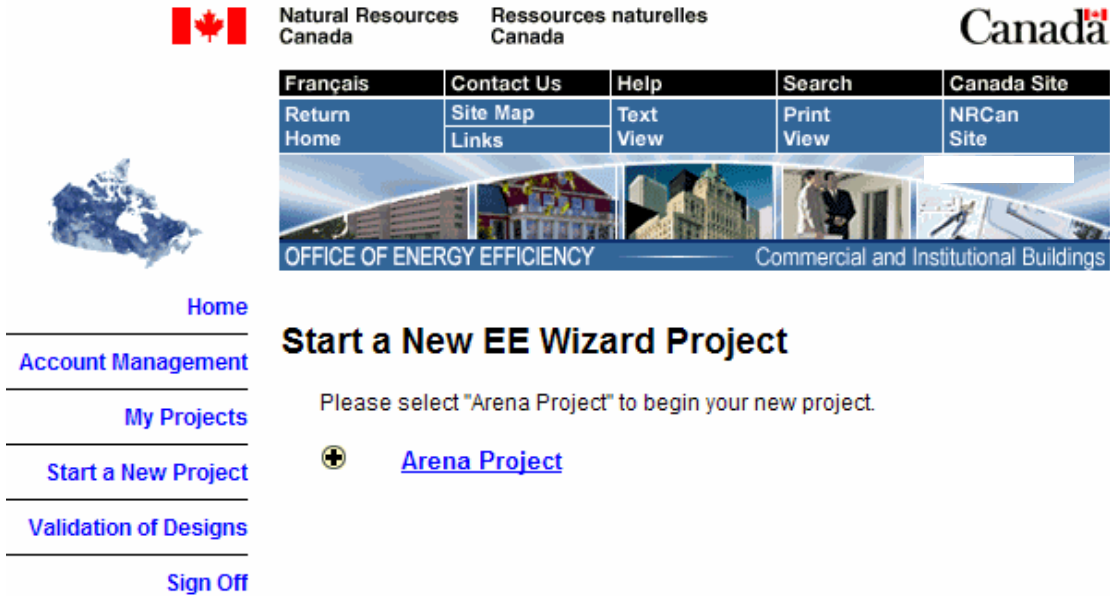 Natural Resources Canada
Ressources naturelles Canada
Canada
Français
Contact Us
Help
Search
Canada Site
Return Home
Site Map
Links
Text View
Print View
NRCan Site
OFFICE OF ENERGY EFFICIENCY
Commercial and Institutional Buildings
Home
Account Management
My Projects
Start a New Project
Validation of Designs
Sign Off
Start a New EE Wizard Project
Please select "Arena Project" to begin your new project.
Arena Project